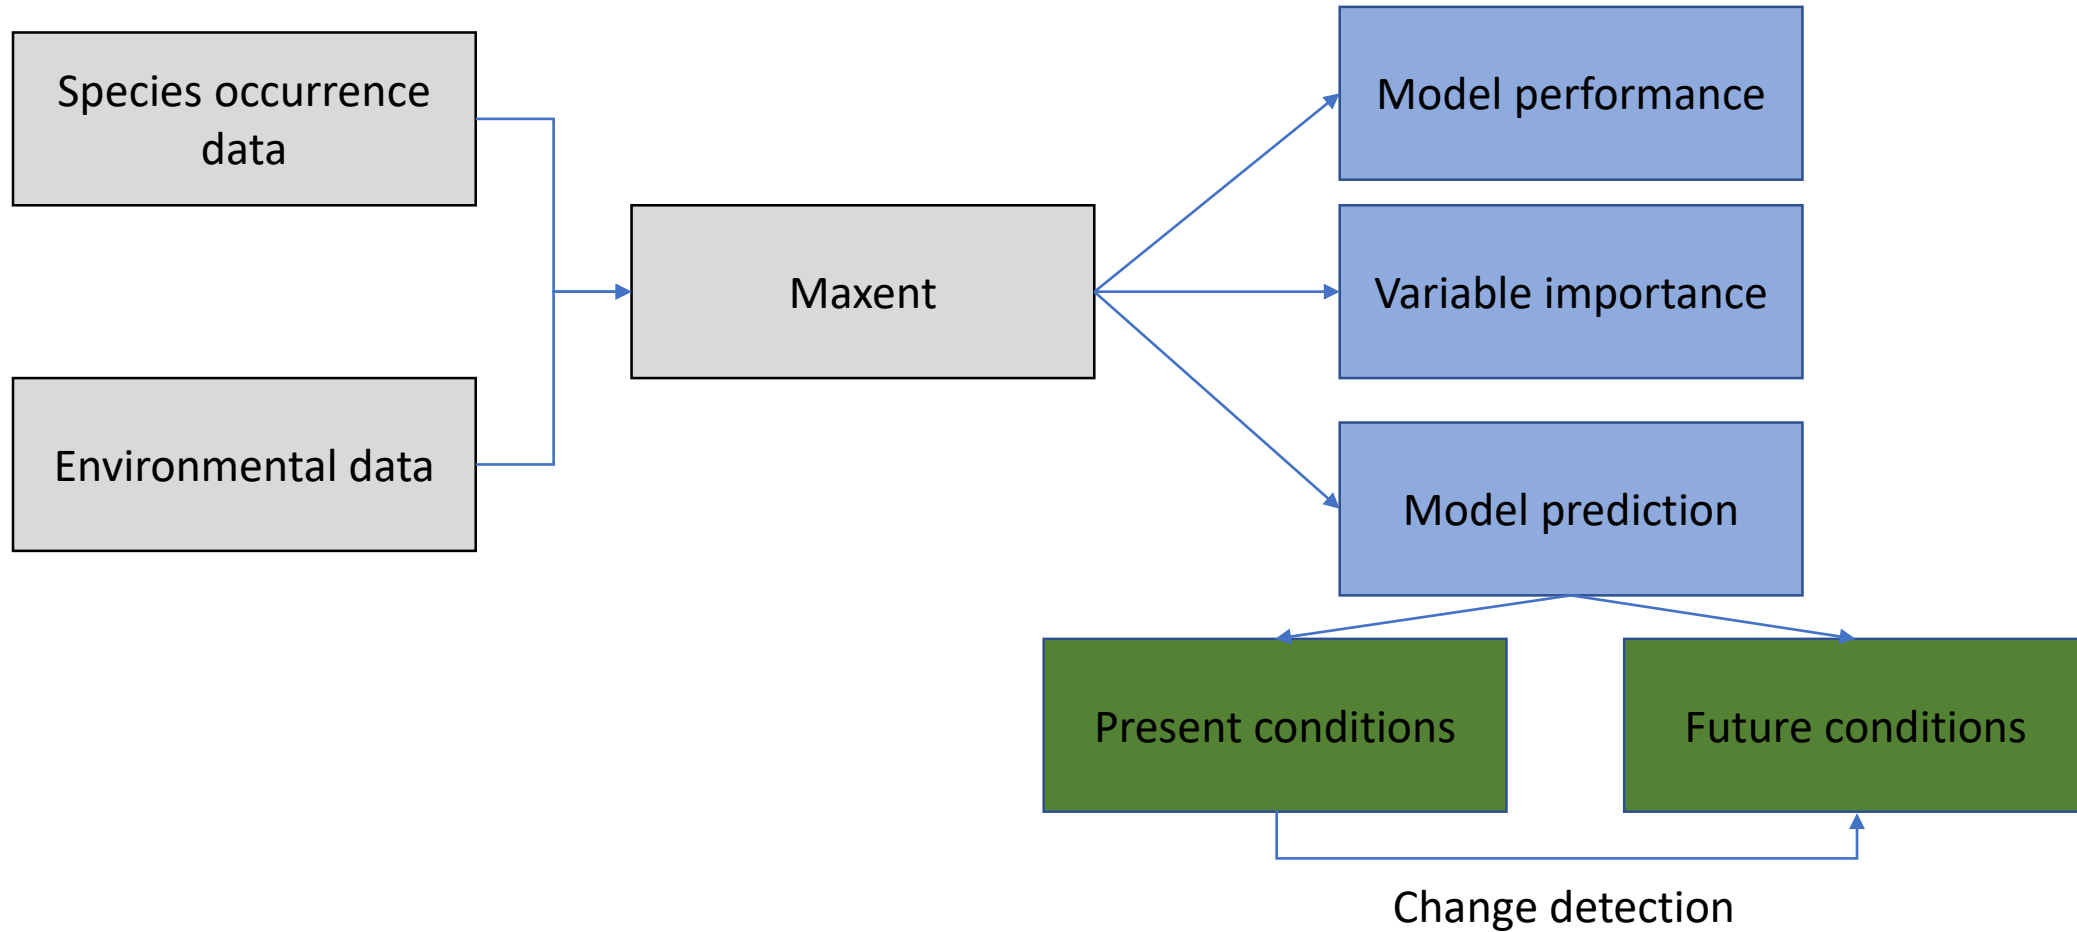 Species occurrence
data
Environmental data
Maxent
Model performance
Variable importance
Model prediction
Present conditions
Future conditions
Change detection